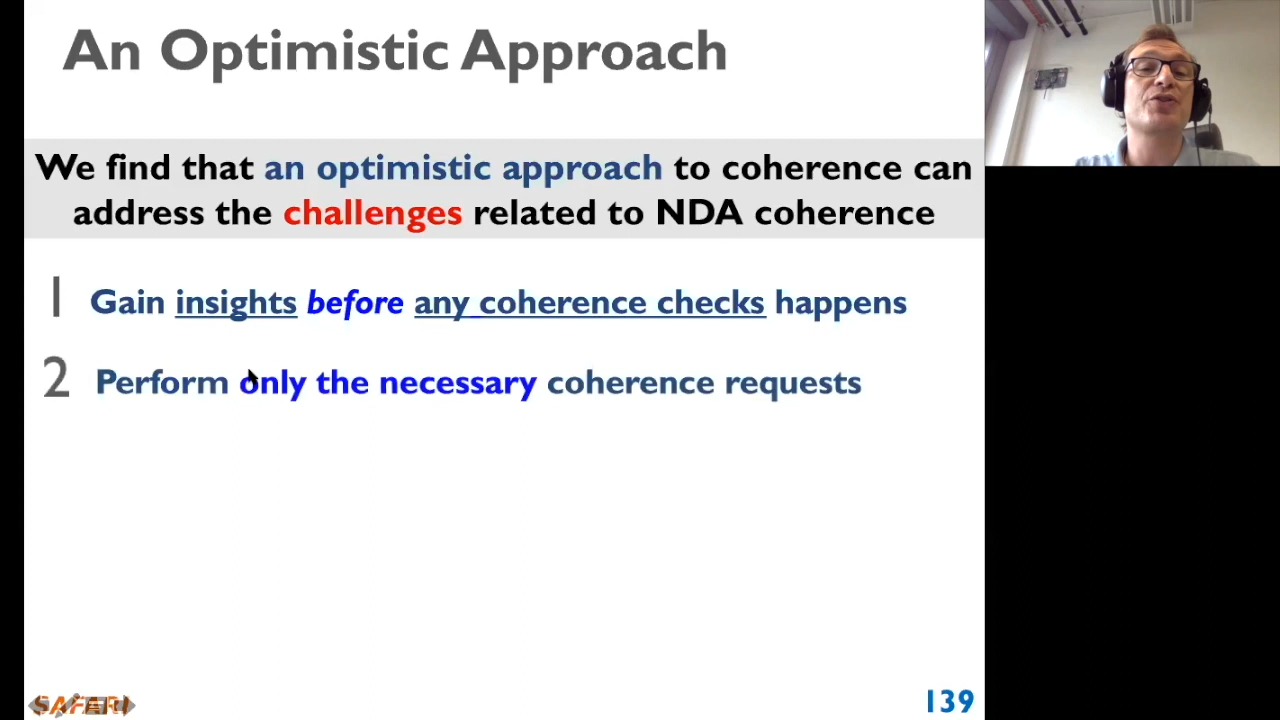 An Optimistic Approach
We find that an optimistic approach to coherence can
address the challenges related to NDA coherence
1 Gain insights before any coherence checks happens
2 Perform only the necessary coherence requests
SAFARI
139